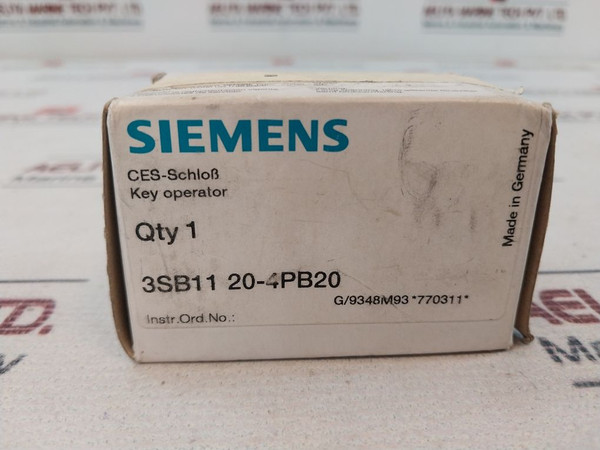 SIEMENS
CES-Schloß
Key operator
Qty 1
3SB11 20-4PB20
G/9348M93 *770311*
Instr.Ord.No.:
Made in Germany